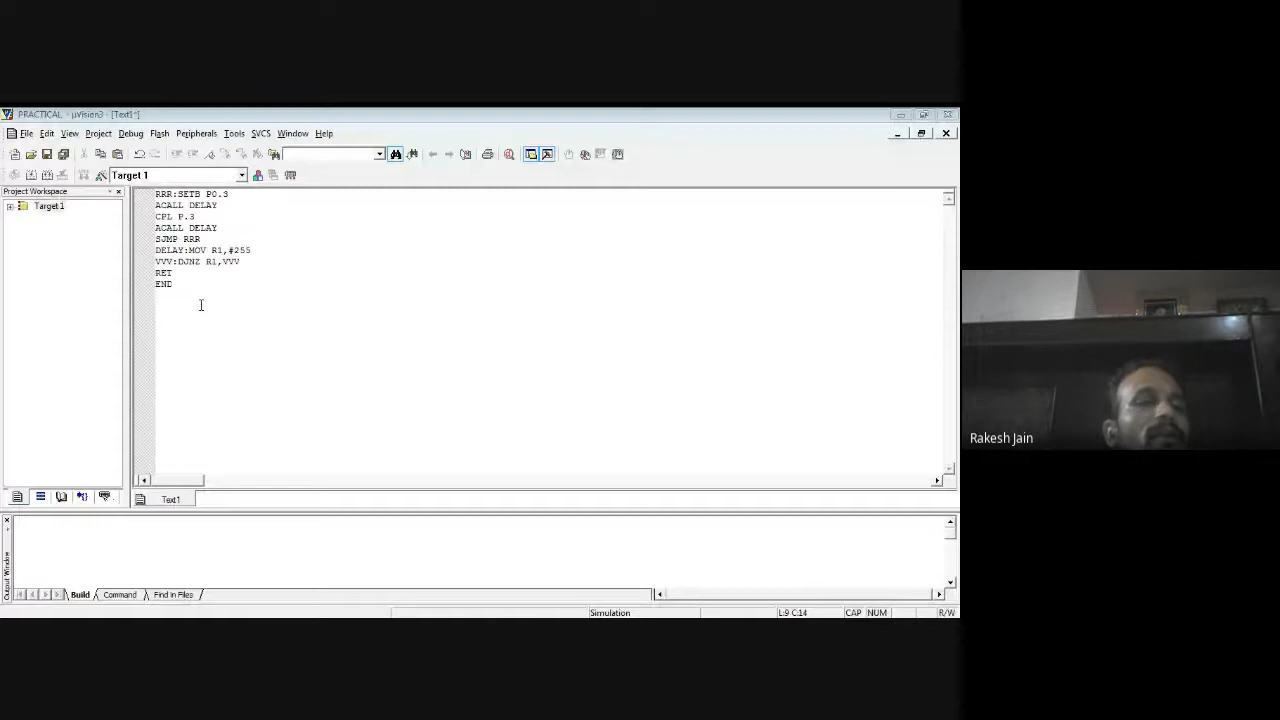 PRACTICAL - µVision3 - [Text1*]
File Edit View Project Debug Flash Peripherals Tools SVCS Window Help
Target 1
Project Workspace
Target 1
RRR:SETB P0.3
ACALL DELAY
CPL P.3
ACALL DELAY
SJMP RRR
DELAY:MOV R1,#255
VVV:DJNZ R1,VVV
RET
END
Text1
Output Window
Build Command Find in Files
Simulation L:9 C:14 CAP NUM R/W
Rakesh Jain